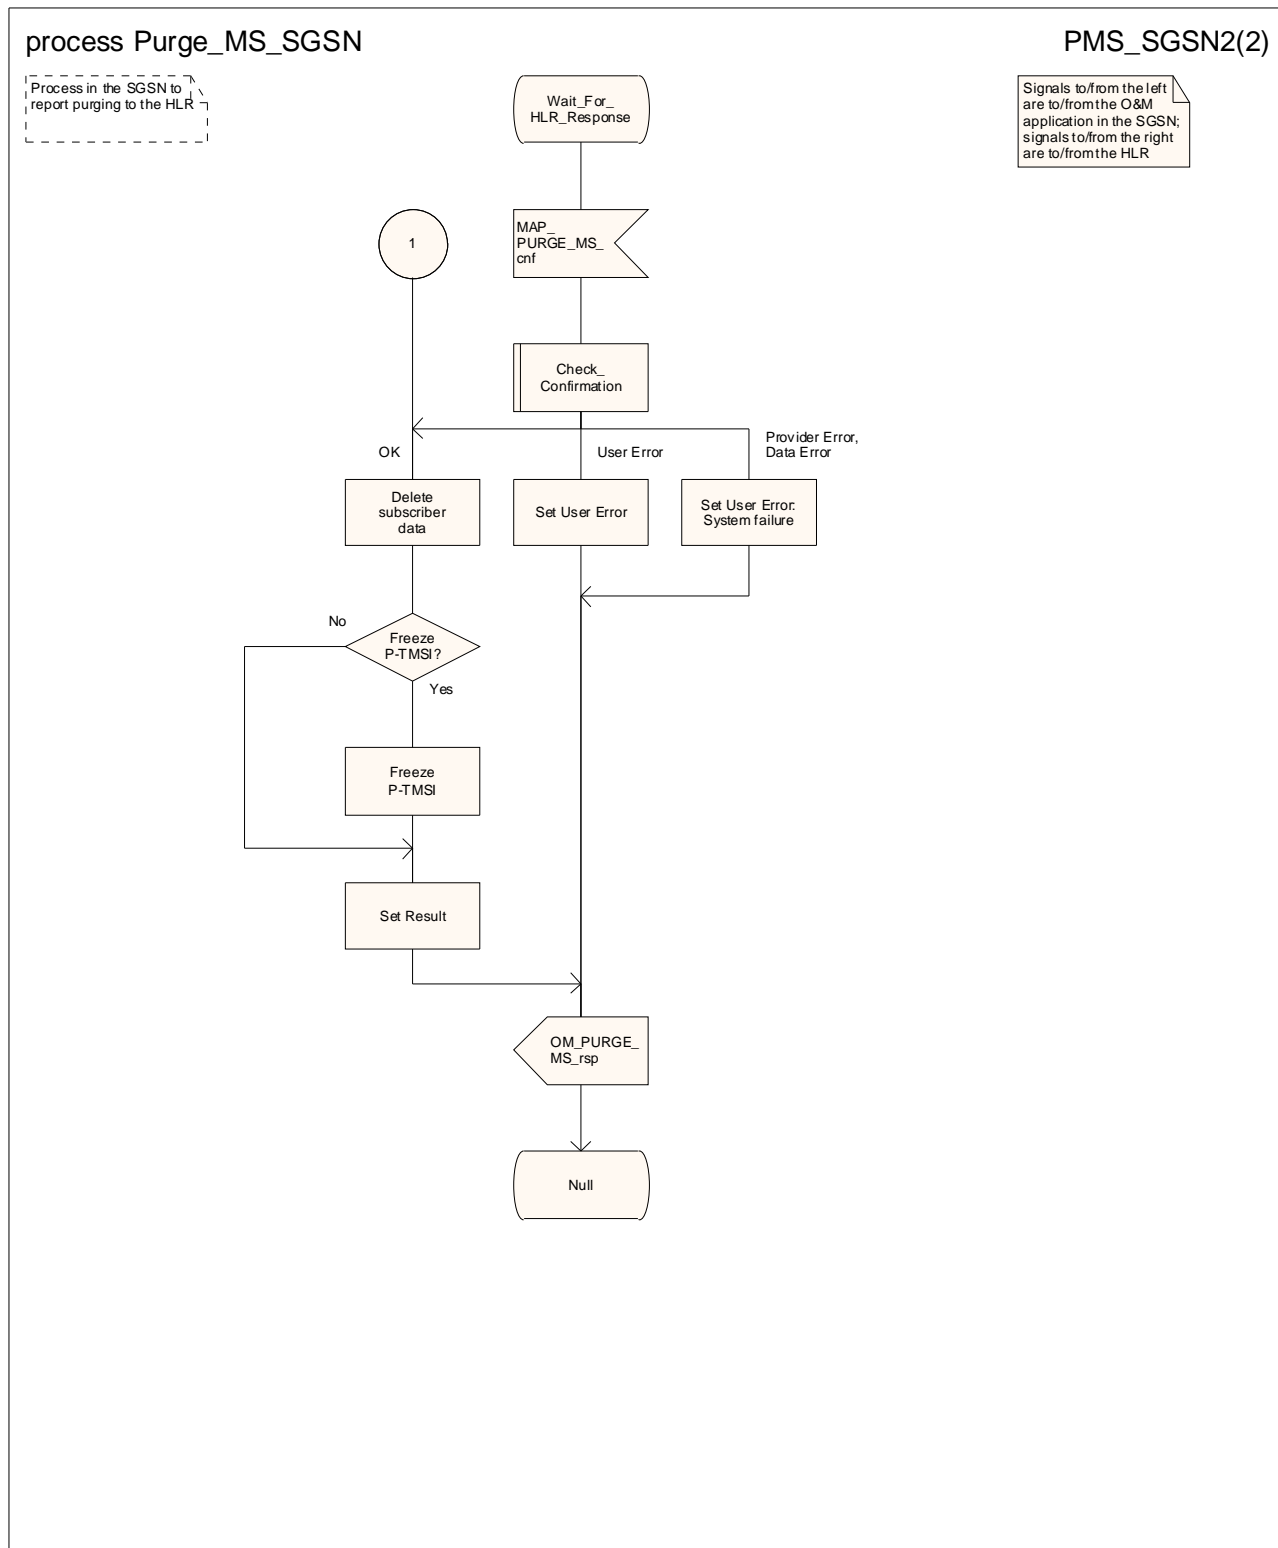 process Purge_MS_SGSN
PMS_SGSN2(2)
Process in the SGSN to
report purging to the HLR
Signals to/from the left
are to/from the O&M
application in the SGSN;
signals to/from the right
are to/from the HLR
Wait_For_
HLR_Response
1
MAP_
PURGE_MS_
cnf
Check_
Confirmation
OK
User Error
Provider Error,
Data Error
Delete
subscriber
data
Set User Error
Set User Error:
System failure
No
Freeze
P-TMSI?
Yes
Freeze
P-TMSI
Set Result
OM_PURGE_
MS_rsp
Null